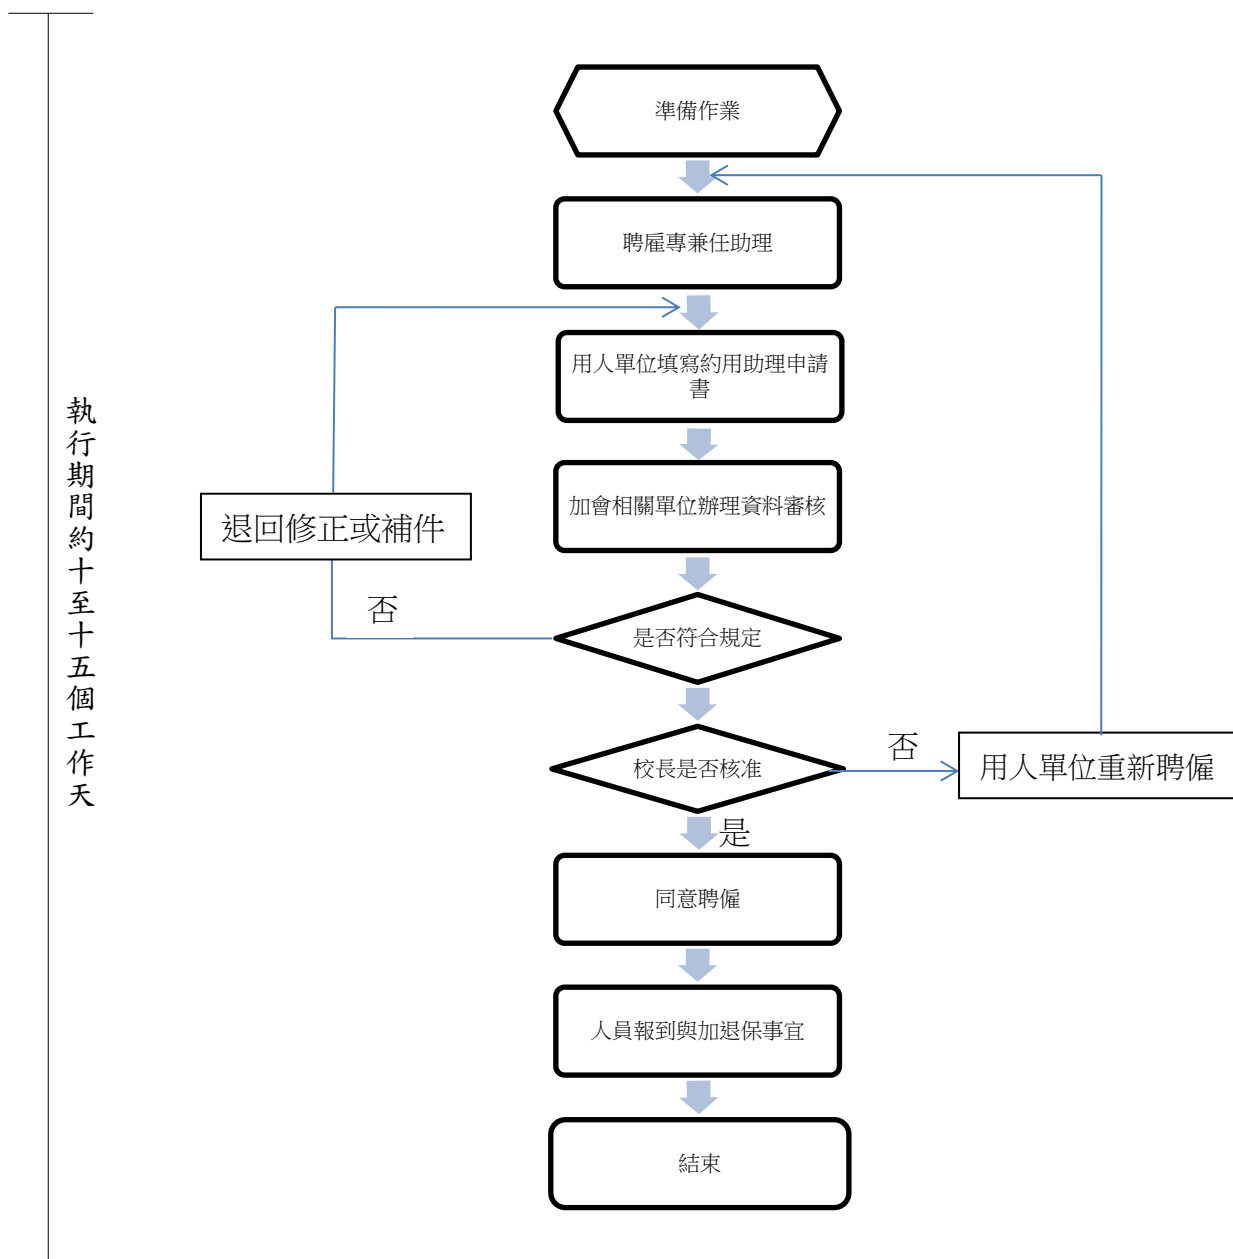 準備作業
聘雇專兼任助理
用人單位填寫約用助理申請
書
執行期間約十至十五個工作天
加會相關單位辦理資料審核
退回修正或補件
否
是否符合規定
校長是否核准
否
用人單位重新聘僱
是
同意聘僱
人員報到與加退保事宜
結束